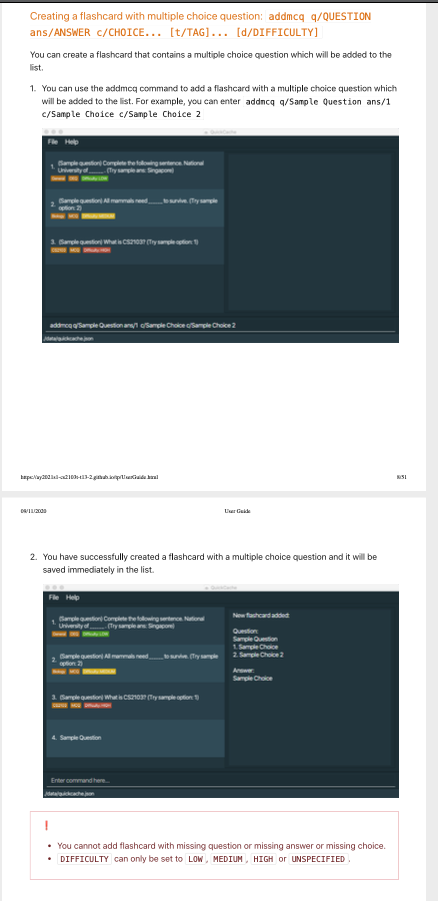 Creating a flashcard with multiple choice question: addmcq q/QUESTION
ans/ANSWER c/CHOICE... [t/TAG]... [d/DIFFICULTY]
You can create a flashcard that contains a multiple choice question which will be added to the
list.
1. You can use the addmcq command to add a flashcard with a multiple choice question which
will be added to the list. For example, you can enter addmcq q/Sample Question ans/1
c/Sample Choice c/Sample Choice 2
QuickCache
File Help
1. (Sample question) Complete the following sentence. National
University of _____. (Try sample ans: Singapore)
General OEQ Difficulty: LOW
2. (Sample question) All mammals need _____ to survive. (Try sample
option: 2)
Biology MCQ Difficulty: MEDIUM
3. (Sample question) What is CS2103? (Try sample option: 1)
CS2103 MCQ Difficulty: HIGH
addmcq q/Sample Question ans/1 c/Sample Choice c/Sample Choice 2
./data/quickcache.json
https://ay2021s1-cs2103t-t13-2.github.io/tp/UserGuide.html
8/51
09/11/2020
User Guide
2. You have successfully created a flashcard with a multiple choice question and it will be
saved immediately in the list.
QuickCache
File Help
1. (Sample question) Complete the following sentence. National
University of _____. (Try sample ans: Singapore)
General OEQ Difficulty: LOW
2. (Sample question) All mammals need _____ to survive. (Try sample
option: 2)
Biology MCQ Difficulty: MEDIUM
3. (Sample question) What is CS2103? (Try sample option: 1)
CS2103 MCQ Difficulty: HIGH
4. Sample Question
New flashcard added:
Question:
Sample Question
1. Sample Choice
2. Sample Choice 2
Answer:
Sample Choice
Enter command here...
./data/quickcache.json
!
• You cannot add flashcard with missing question or missing answer or missing choice.
• DIFFICULTY can only be set to LOW , MEDIUM , HIGH or UNSPECIFIED .